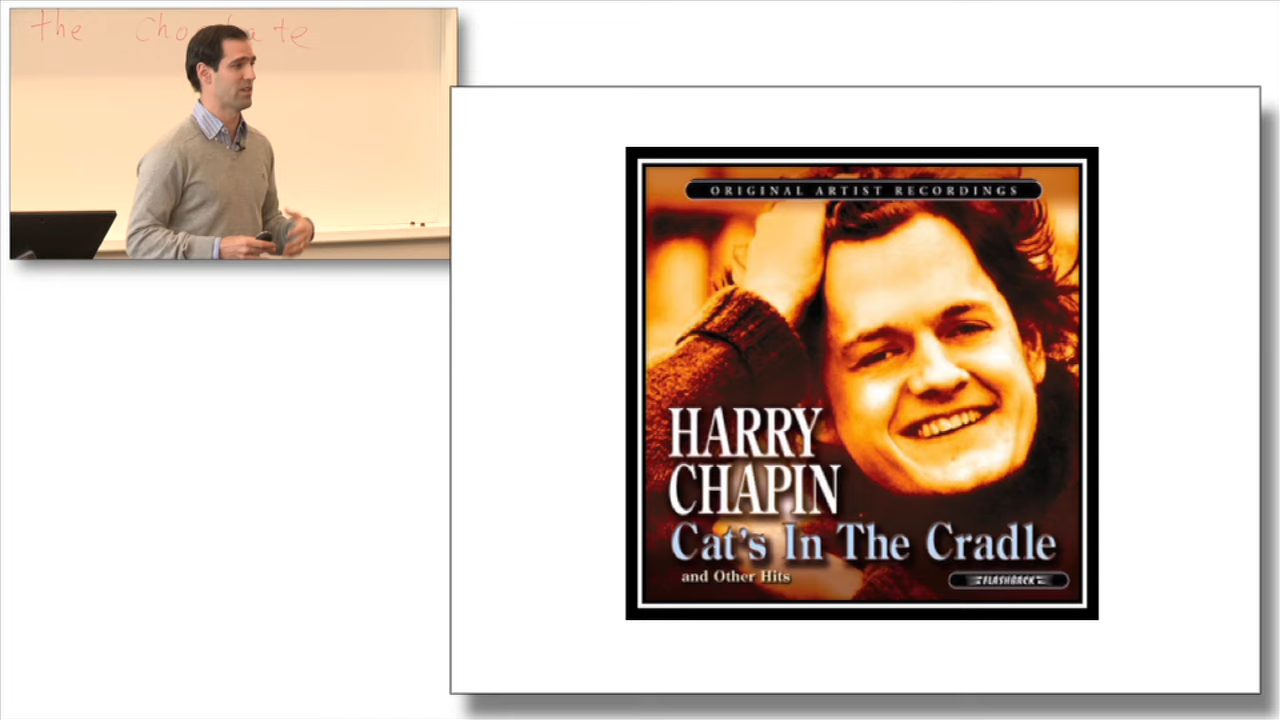 the
ORIGINAL ARTIST RECORDINGS
HARRY
CHAPIN
Cat's In The Cradle
and Other Hits
FLASHBACK